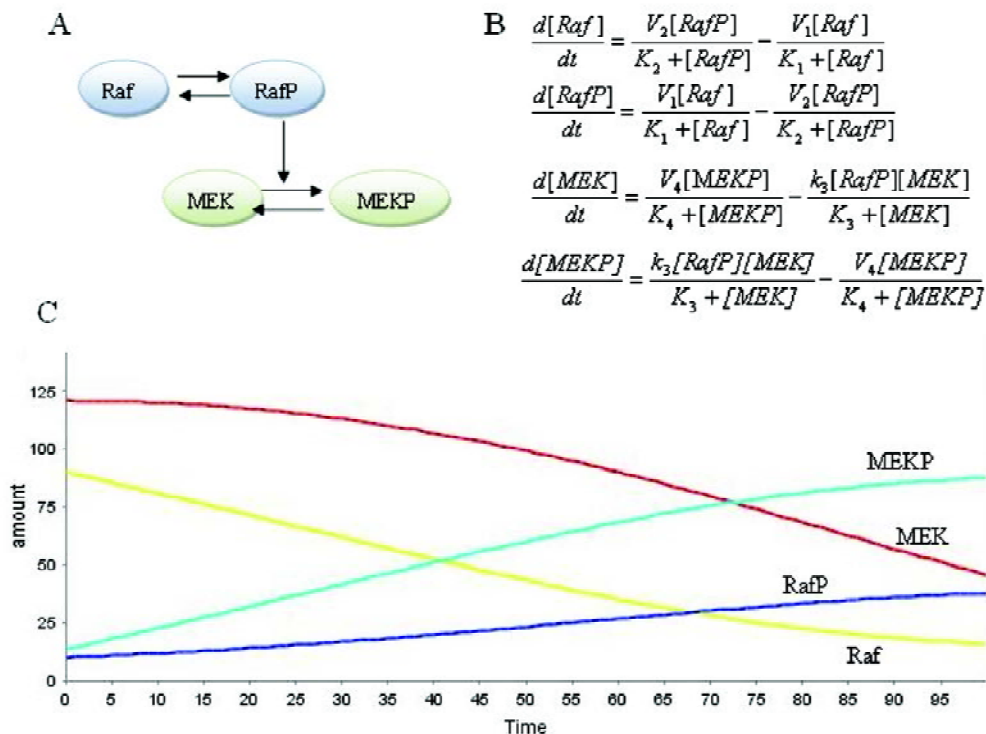 A
Raf
RafP
MEK
MEKP
B
d[Raf]/dt = V₂[RafP]/(K₂+[RafP]) − V₁[Raf]/(K₁+[Raf])
d[RafP]/dt = V₁[Raf]/(K₁+[Raf]) − V₂[RafP]/(K₂+[RafP])
d[MEK]/dt = V₄[MEKP]/(K₄+[MEKP]) − k₃[RafP][MEK]/(K₃+[MEK])
d[MEKP]/dt = k₃[RafP][MEK]/(K₃+[MEK]) − V₄[MEKP]/(K₄+[MEKP])
C
125
100
75
50
25
0
amount
MEKP
MEK
RafP
Raf
0 5 10 15 20 25 30 35 40 45 50 55 60 65 70 75 80 85 90 95
Time